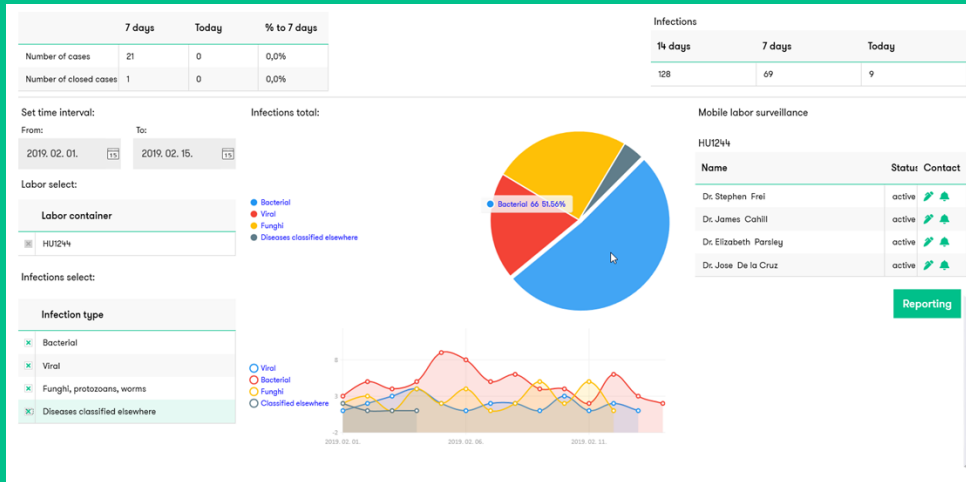 7 days Today % to 7 days
Number of cases 21 0 0,0%
Number of closed cases 1 0 0,0%
Infections
14 days 7 days Today
128 69 9
Set time interval:
From: To:
2019. 02. 01. 15 2019. 02. 15. 15
Labor select:
Labor container
HU1244
Infections select:
Infection type
Bacterial
Viral
Funghi, protozoans, worms
Diseases classified elsewhere
Infections total:
Bacterial
Viral
Funghi
Diseases classified elsewhere
Bacterial 66 51.56%
Viral
Bacterial
Funghi
Classified elsewhere
8
3
-2
2019. 02. 01. 2019. 02. 06. 2019. 02. 11.
Mobile labor surveillance
HU1244
Name Status Contact
Dr. Stephen Frei active
Dr. James Cahill active
Dr. Elizabeth Parsley active
Dr. Jose De la Cruz active
Reporting